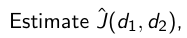 Estimate Ĵ(d₁, d₂),